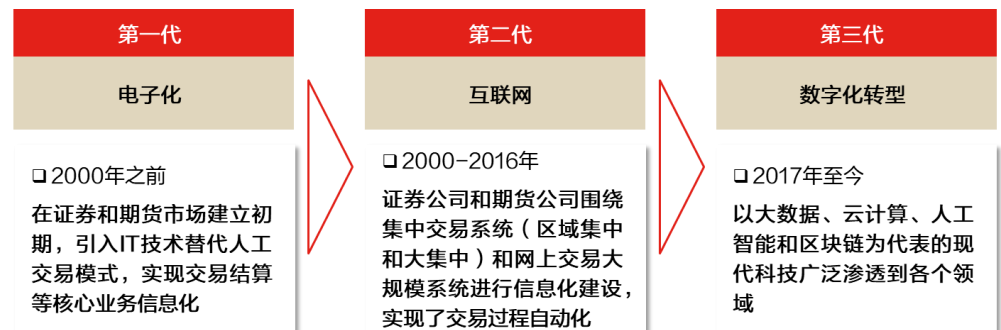 第一代
电子化
□2000年之前
在证券和期货市场建立初
期，引入IT技术替代人工
交易模式，实现交易结算
等核心业务信息化
第二代
互联网
□2000-2016年
证券公司和期货公司围绕
集中交易系统（区域集中
和大集中）和网上交易大
规模系统进行信息化建设，
实现了交易过程自动化
第三代
数字化转型
□2017年至今
以大数据、云计算、人工
智能和区块链为代表的现
代科技广泛渗透到各个领
域